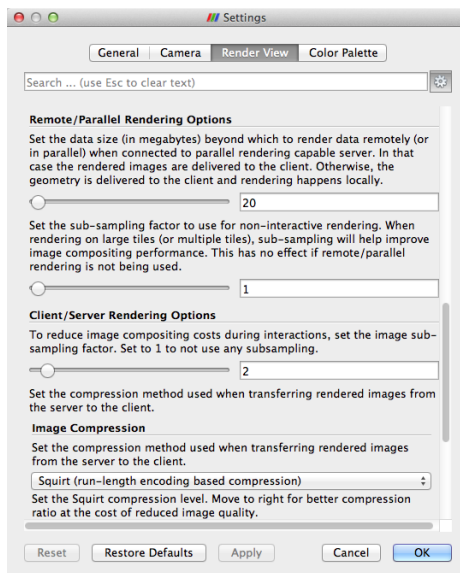 Settings
General Camera Render View Color Palette
Search ... (use Esc to clear text)
Remote/Parallel Rendering Options
Set the data size (in megabytes) beyond which to render data remotely (or
in parallel) when connected to parallel rendering capable server. In that
case the rendered images are delivered to the client. Otherwise, the
geometry is delivered to the client and rendering happens locally.
20
Set the sub-sampling factor to use for non-interactive rendering. When
rendering on large tiles (or multiple tiles), sub-sampling will help improve
image compositing performance. This has no effect if remote/parallel
rendering is not being used.
1
Client/Server Rendering Options
To reduce image compositing costs during interactions, set the image sub-
sampling factor. Set to 1 to not use any subsampling.
2
Set the compression method used when transferring rendered images from
the server to the client.
Image Compression
Set the compression method used when transferring rendered images
from the server to the client.
Squirt (run-length encoding based compression)
Set the Squirt compression level. Move to right for better compression
ratio at the cost of reduced image quality.
Reset Restore Defaults Apply Cancel OK